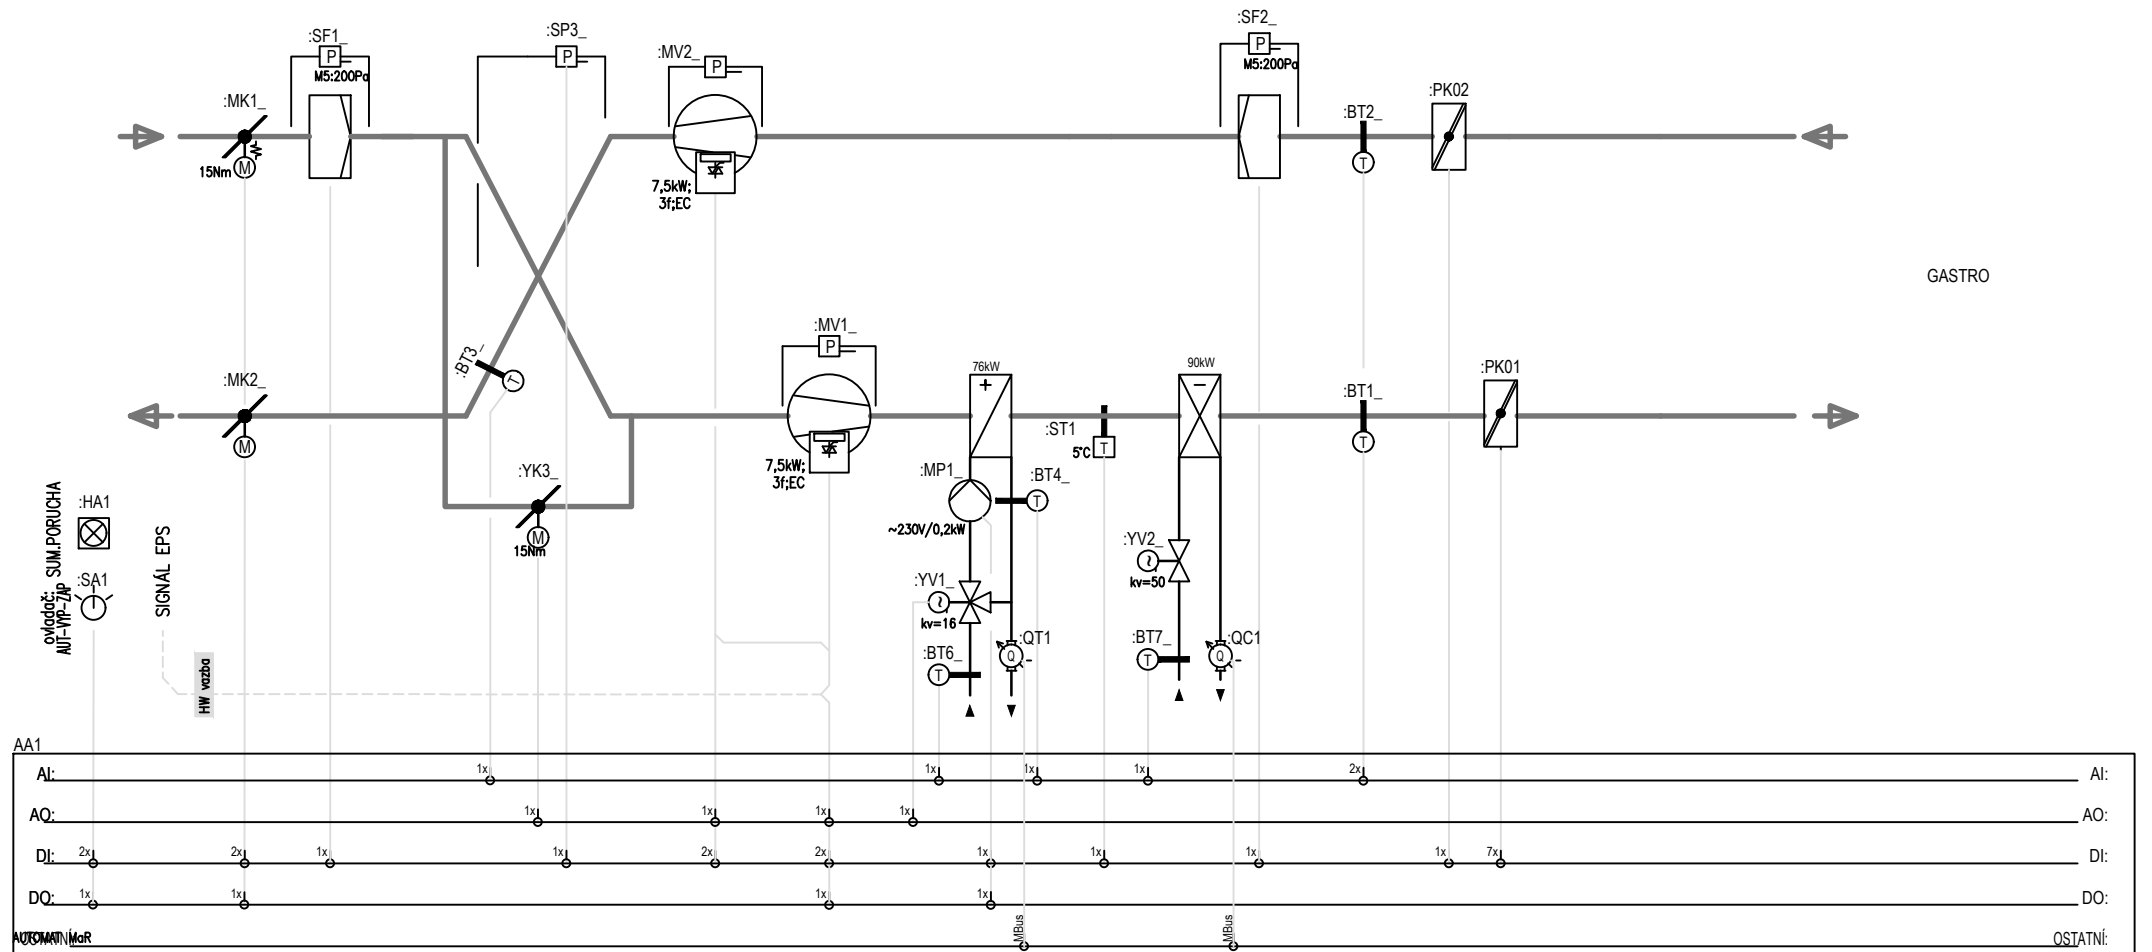 :SF1_
P
M5:200Pa
:SP3_
P
:MV2_
P
:SF2_
P
M5:200Pa
:MK1_
15Nm
M
7,5kW;
3f;EC
:BT2_
T
:PK02
GASTRO
:MK2_
M
:BT3_
T
:MV1_
P
7,5kW;
3f;EC
76kW
+
:ST1
5°C
T
90kW
:BT1_
T
:PK01
:YK3_
M
15Nm
:MP1_
~230V/0,2kW
:BT4_
T
:YV1_
~
kv=16
:BT6_
T
:QT1
Q
:YV2_
~
kv=50
:BT7_
T
:QC1
Q
:HA1
SUM.PORUCHA
:SA1
ovladač:
AUT-VYP-ZAP
SIGNÁL EPS
HW vazba
AA1
AI: 1x 1x 1x 1x 2x AI:
AO: 1x 1x 1x 1x AO:
DI: 2x 2x 1x 1x 2x 2x 1x 1x 1x 1x 7x DI:
DO: 1x 1x 1x 1x DO:
AUTOMAT MaR
OSTATNÍ: MBus MBus OSTATNÍ: